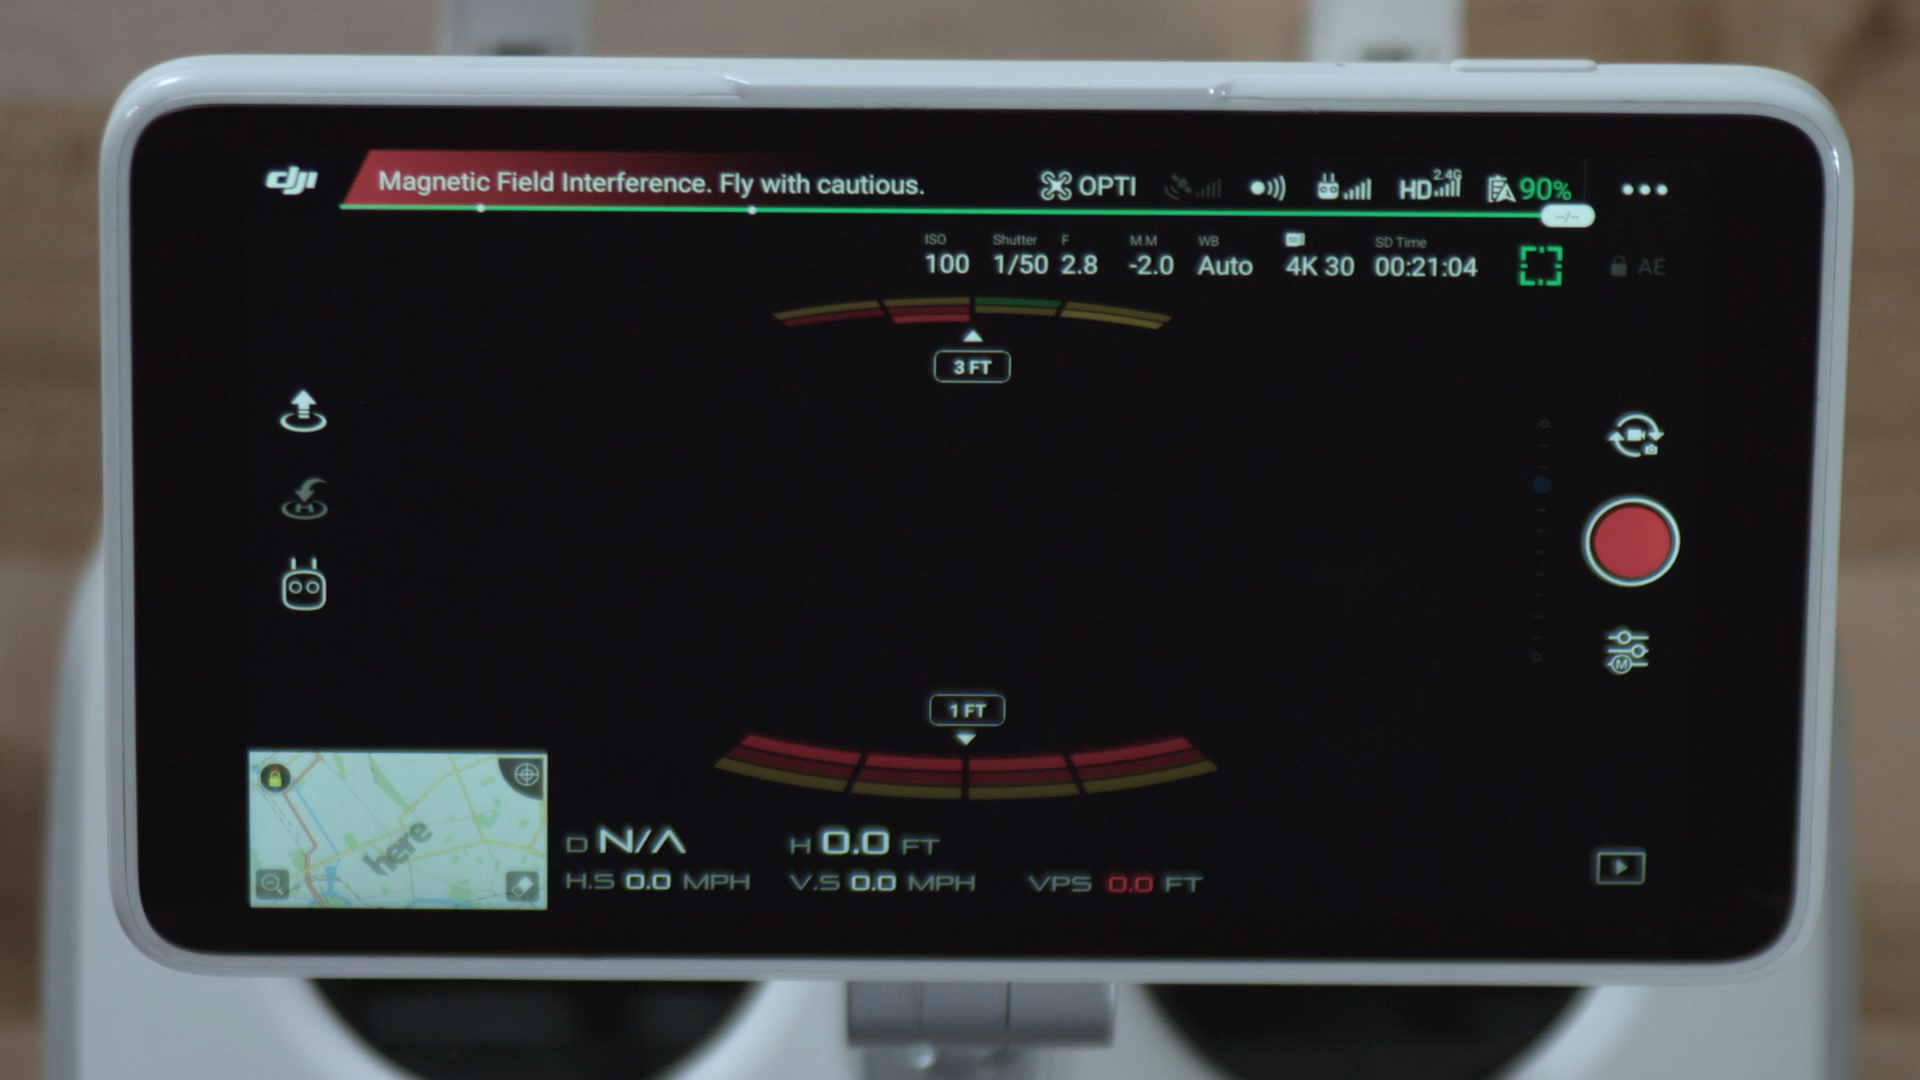 dji Magnetic Field Interference. Fly with cautious. OPTI HD 2.4G 90%
--/--
ISO 100 Shutter 1/50 F 2.8 M.M -2.0 WB Auto 4K 30 SD Time 00:21:04 AE
3 FT
H
M
1 FT
here
D N/A H 0.0 FT
H.S 0.0 MPH V.S 0.0 MPH VPS 0.0 FT